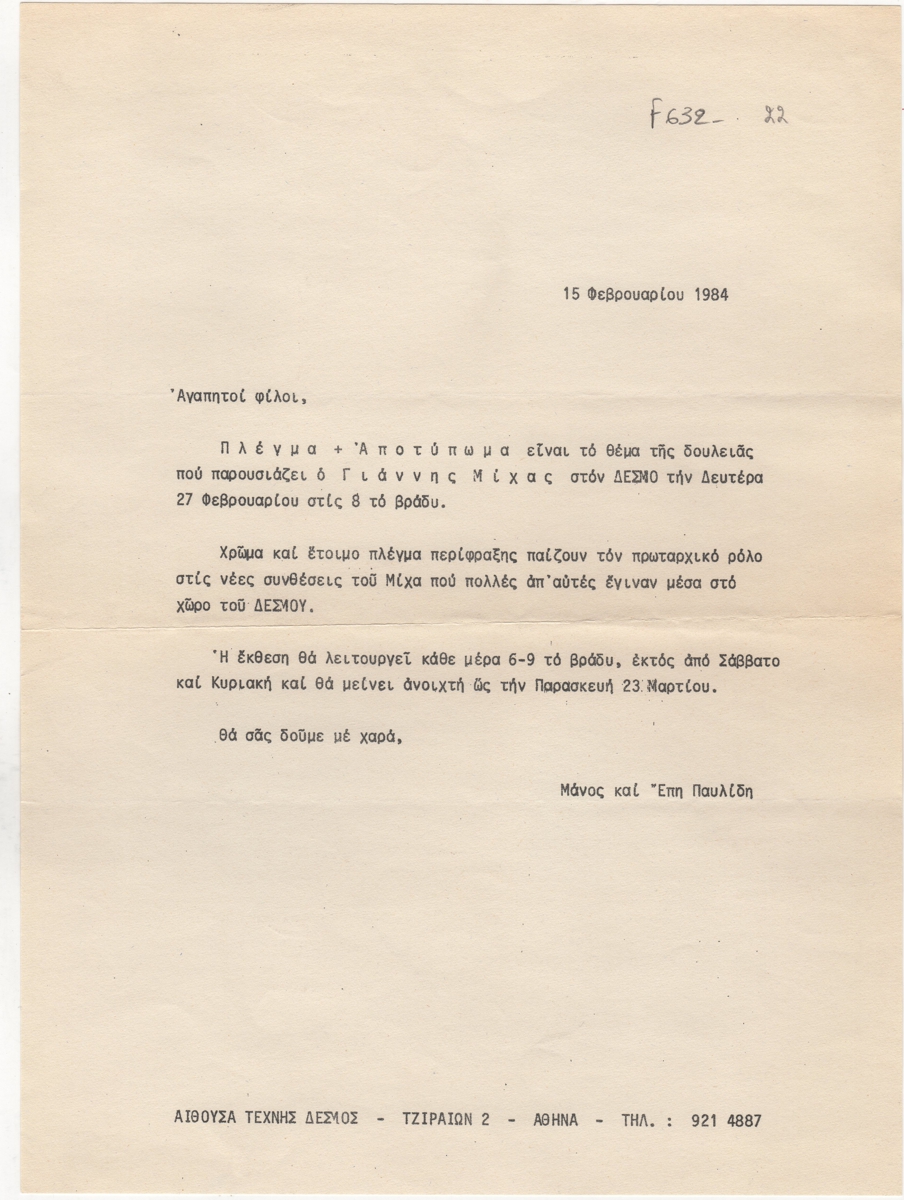 F632- 22
15 Φεβρουαρίου 1984
Ἀγαπητοί φίλοι,
Π λ έ γ μ α + Ἀ π ο τ ύ π ω μ α εἶναι τό θέμα τῆς δουλειᾶς
πού παρουσιάζει ὁ Γ ι ά ν ν η ς Μ ί χ α ς στόν ΔΕΣΜΟ τήν Δευτέρα
27 Φεβρουαρίου στίς 8 τό βράδυ.
Χρῶμα καί ἕτοιμο πλέγμα περίφραξης παίζουν τόν πρωταρχικό ρόλο
στίς νέες συνθέσεις τοῦ Μίχα πού πολλές ἀπ'αὐτές ἔγιναν μέσα στό
χῶρο τοῦ ΔΕΣΜΟΥ.
Ἡ ἔκθεση θά λειτουργεῖ κάθε μέρα 6-9 τό βράδυ, ἐκτός ἀπό Σάββατο
καί Κυριακή καί θά μείνει ἀνοιχτή ὥς τήν Παρασκευή 23 Μαρτίου.
θά σᾶς δοῦμε μέ χαρά,
Μάνος καί Ἔπη Παυλίδη
ΑΙΘΟΥΣΑ ΤΕΧΝΗΣ ΔΕΣΜΟΣ - ΤΖΙΡΑΙΩΝ 2 - ΑΘΗΝΑ - ΤΗΛ. : 921 4887